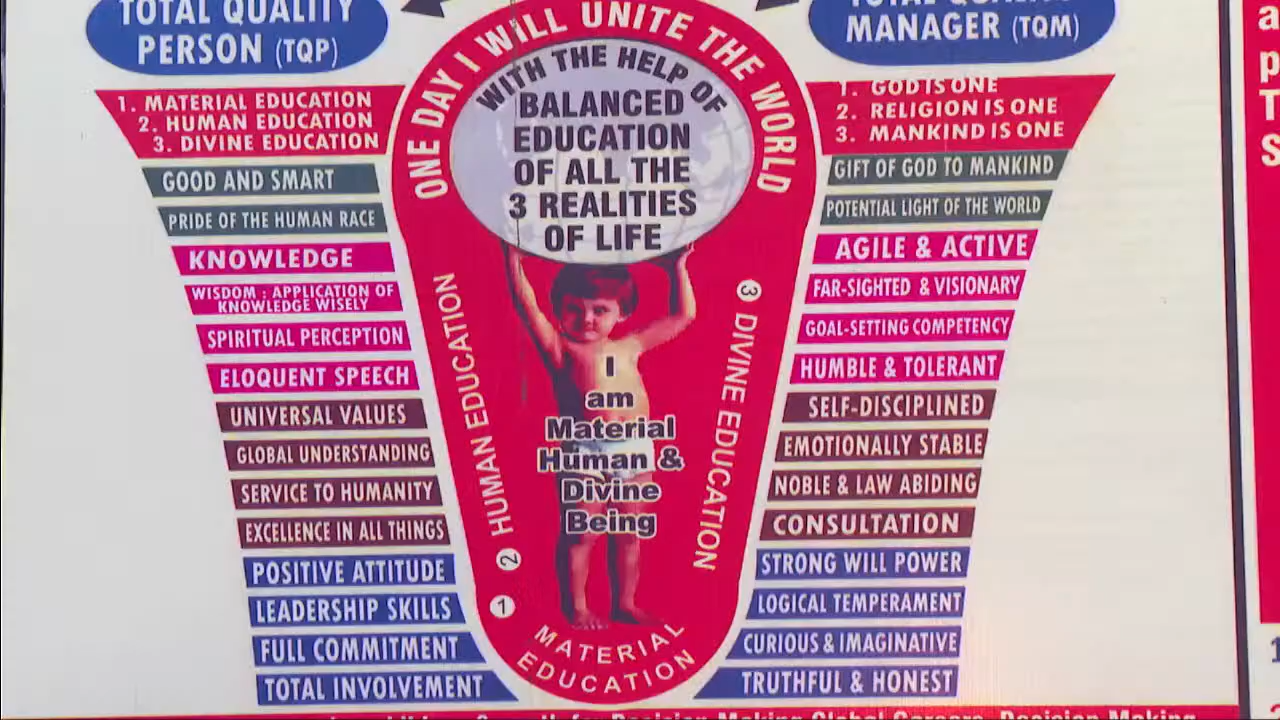 TOTAL QUALITY
PERSON (TQP)
MANAGER (TQM)
1. MATERIAL EDUCATION
2. HUMAN EDUCATION
3. DIVINE EDUCATION
GOOD AND SMART
PRIDE OF THE HUMAN RACE
KNOWLEDGE
WISDOM : APPLICATION OF
KNOWLEDGE WISELY
SPIRITUAL PERCEPTION
ELOQUENT SPEECH
UNIVERSAL VALUES
GLOBAL UNDERSTANDING
SERVICE TO HUMANITY
EXCELLENCE IN ALL THINGS
POSITIVE ATTITUDE
LEADERSHIP SKILLS
FULL COMMITMENT
TOTAL INVOLVEMENT
ONE DAY I WILL UNITE THE WORLD
WITH THE HELP OF
BALANCED
EDUCATION
OF ALL THE
3 REALITIES
OF LIFE
I
am
Material
Human &
Divine
Being
2 HUMAN EDUCATION
3 DIVINE EDUCATION
1
MATERIAL
EDUCATION
1. GOD IS ONE
2. RELIGION IS ONE
3. MANKIND IS ONE
GIFT OF GOD TO MANKIND
POTENTIAL LIGHT OF THE WORLD
AGILE & ACTIVE
FAR-SIGHTED & VISIONARY
GOAL-SETTING COMPETENCY
HUMBLE & TOLERANT
SELF-DISCIPLINED
EMOTIONALLY STABLE
NOBLE & LAW ABIDING
CONSULTATION
STRONG WILL POWER
LOGICAL TEMPERAMENT
CURIOUS & IMAGINATIVE
TRUTHFUL & HONEST